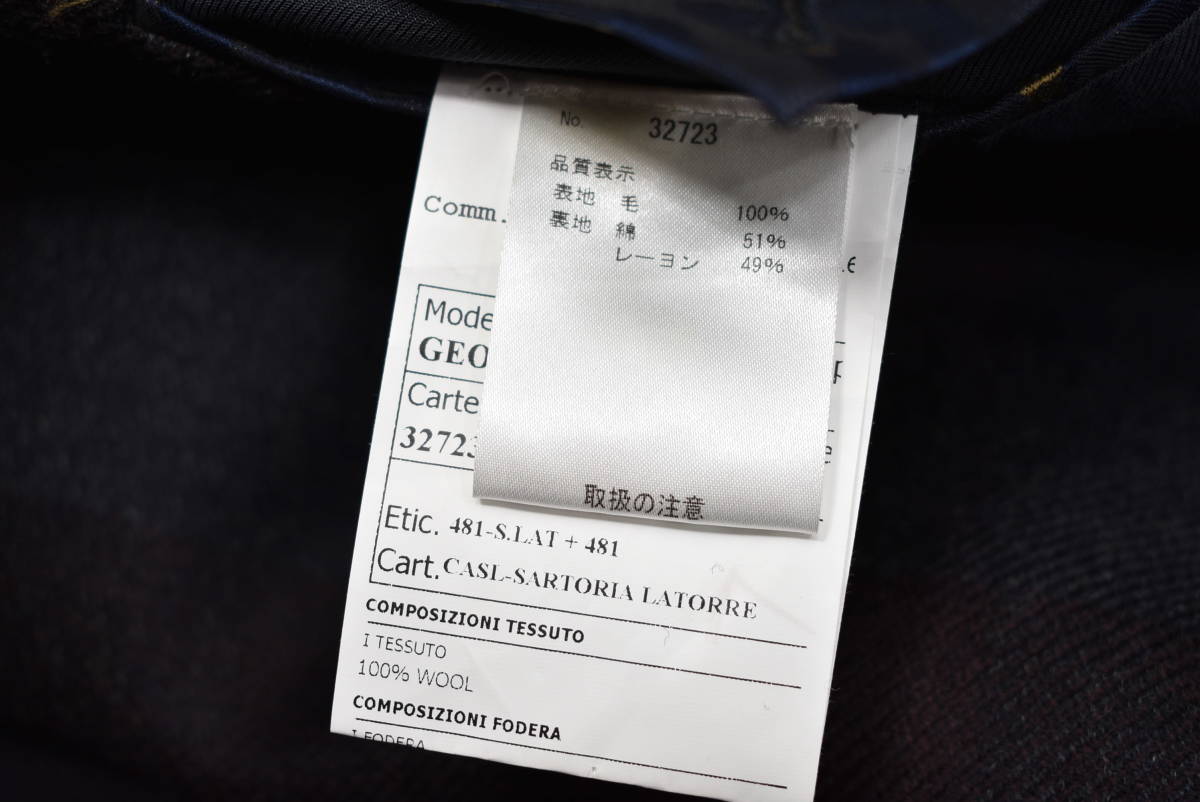 No. 32723
品質表示
表地 毛 100%
裏地 綿 51%
レーヨン 49%
取扱の注意
Comm.
Mode
GEO
Carte
32723
Etic. 481-S.LAT + 481
Cart. CASL-SARTORIA LATORRE
COMPOSIZIONI TESSUTO
I TESSUTO
100% WOOL
COMPOSIZIONI FODERA
I FODERA